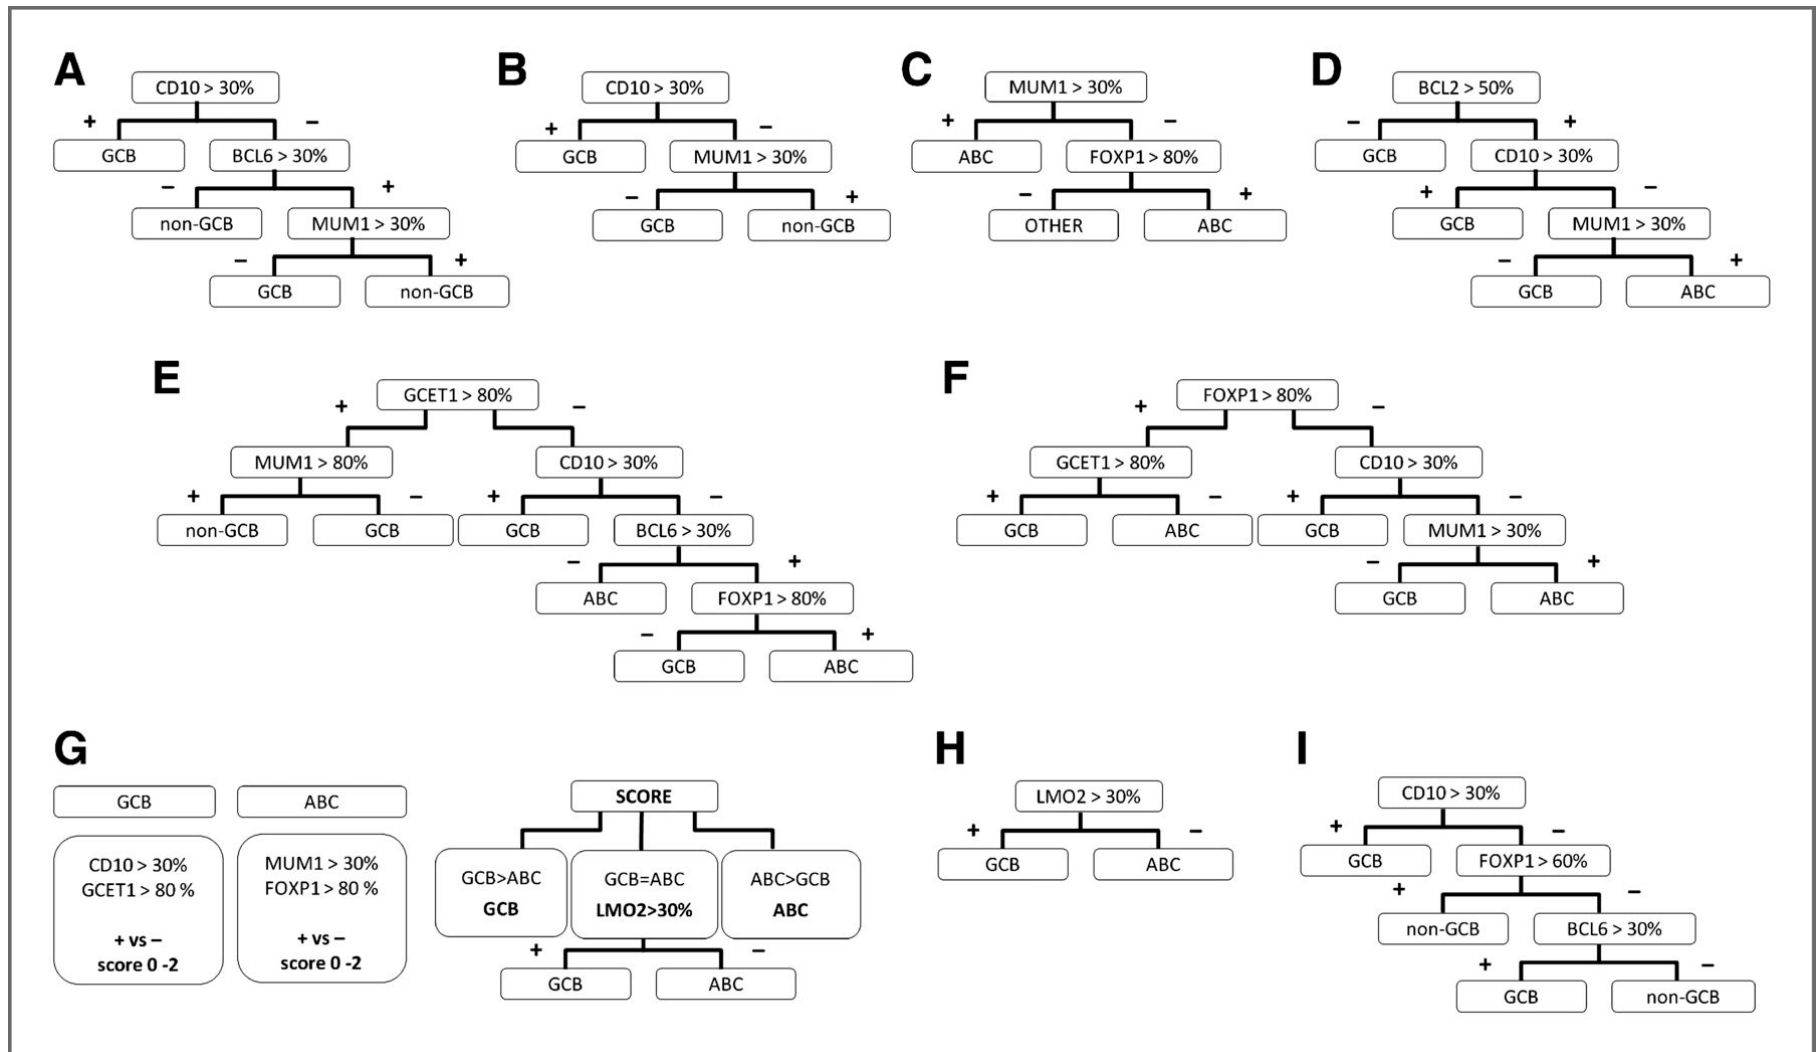 A
CD10 > 30%
+
−
GCB
BCL6 > 30%
−
+
non-GCB
MUM1 > 30%
−
+
GCB
non-GCB
B
CD10 > 30%
+
−
GCB
MUM1 > 30%
−
+
GCB
non-GCB
C
MUM1 > 30%
+
−
ABC
FOXP1 > 80%
−
+
OTHER
ABC
D
BCL2 > 50%
−
+
GCB
CD10 > 30%
+
−
GCB
MUM1 > 30%
−
+
GCB
ABC
E
GCET1 > 80%
+
−
MUM1 > 80%
CD10 > 30%
+
−
+
−
non-GCB
GCB
GCB
BCL6 > 30%
−
+
ABC
FOXP1 > 80%
−
+
GCB
ABC
F
FOXP1 > 80%
+
−
GCET1 > 80%
CD10 > 30%
+
−
+
−
GCB
ABC
GCB
MUM1 > 30%
−
+
GCB
ABC
G
GCB
ABC
CD10 > 30%
GCET1 > 80 %
+ vs −
score 0 -2
MUM1 > 30%
FOXP1 > 80 %
+ vs −
score 0 -2
SCORE
GCB>ABC
GCB
GCB=ABC
LMO2>30%
ABC>GCB
ABC
+
−
GCB
ABC
H
LMO2 > 30%
+
−
GCB
ABC
I
CD10 > 30%
+
−
GCB
FOXP1 > 60%
+
−
non-GCB
BCL6 > 30%
+
−
GCB
non-GCB